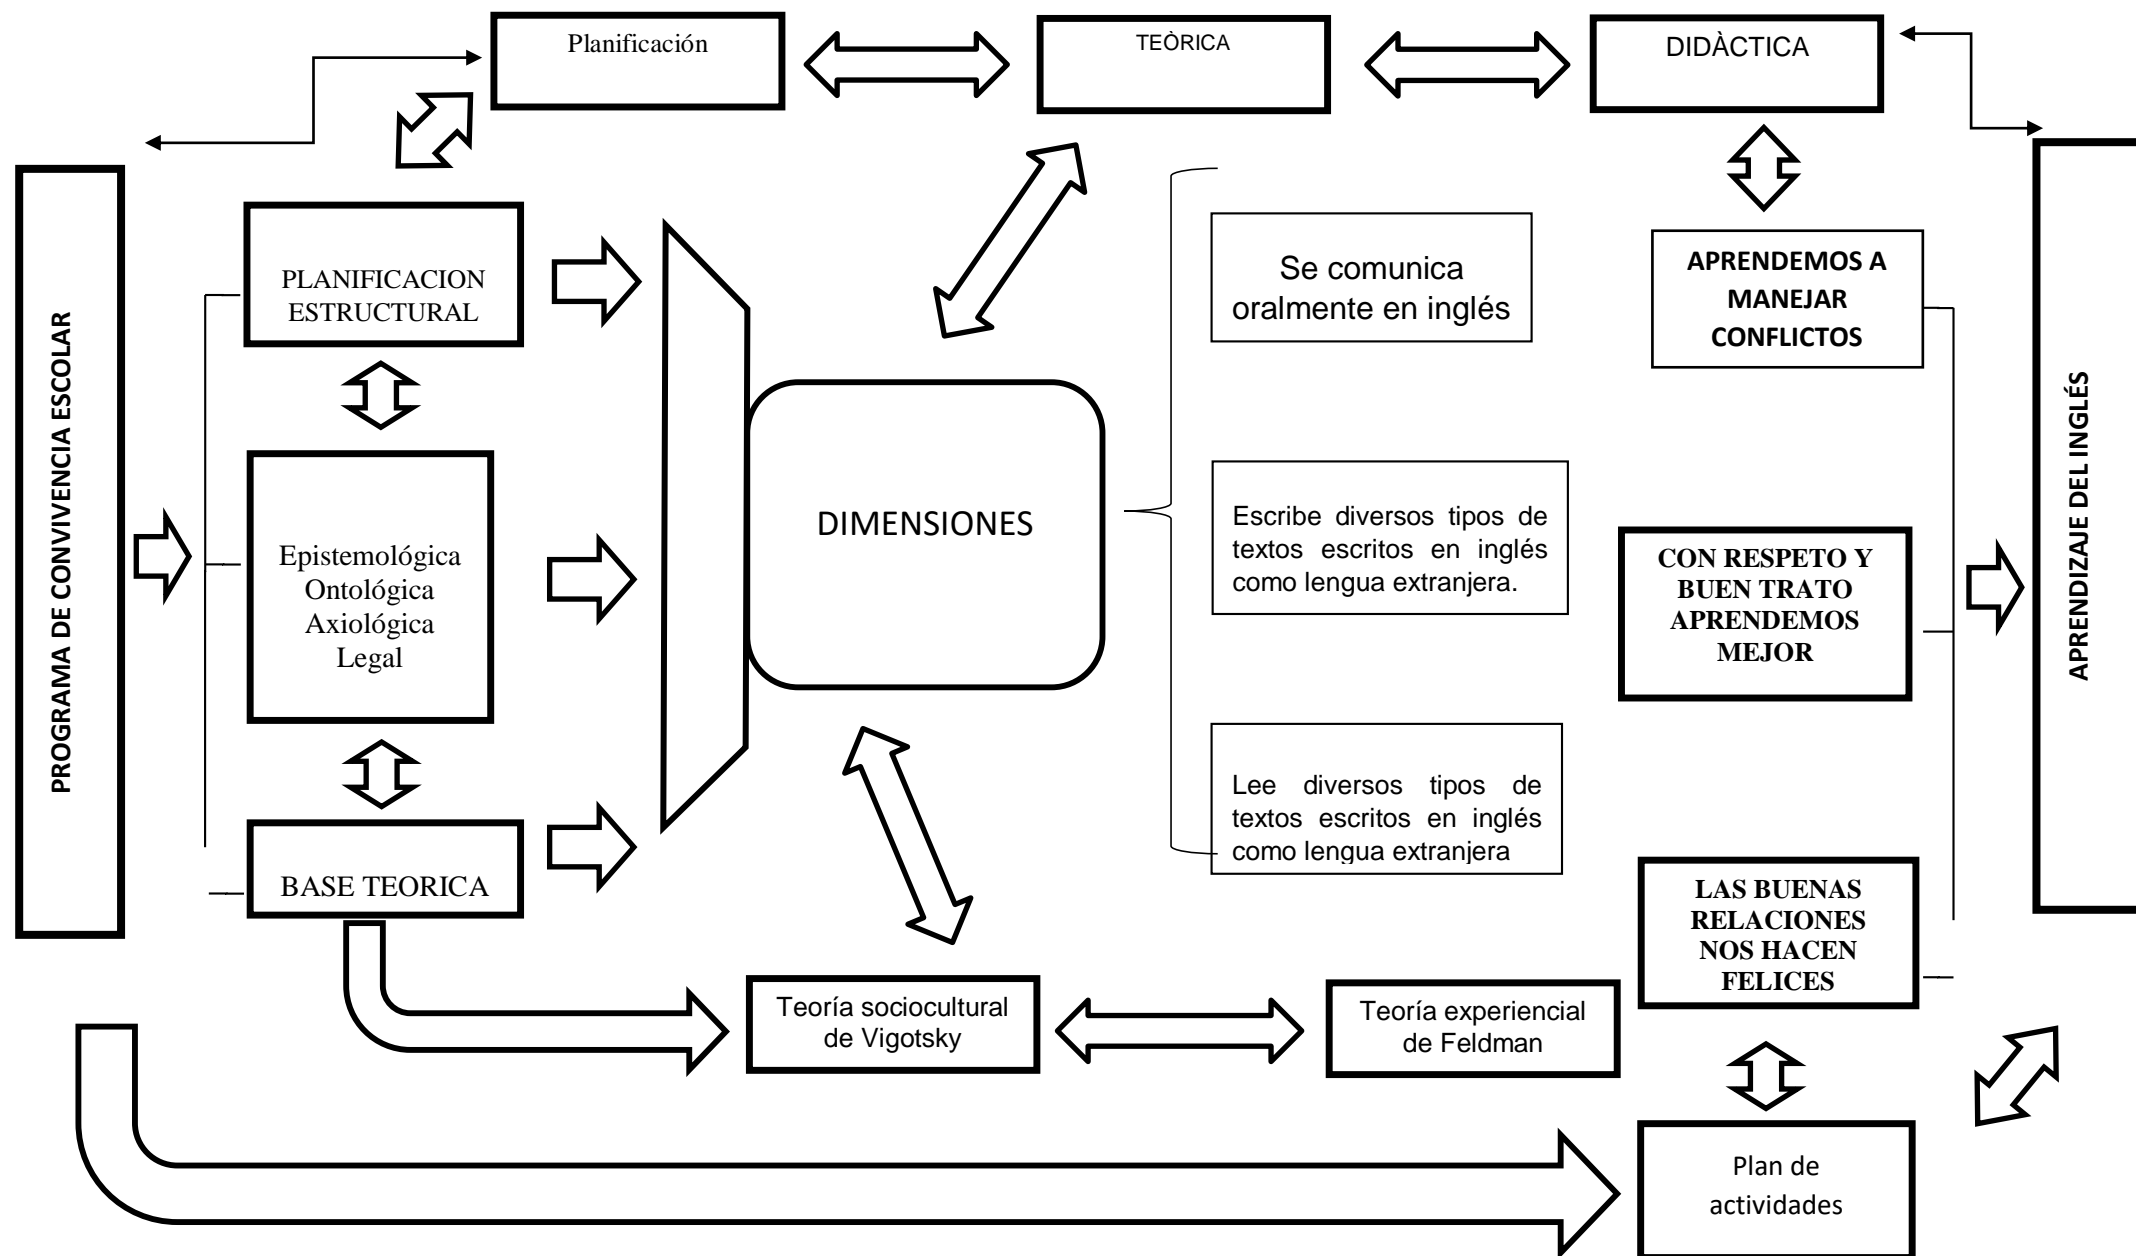 Planificación
TEÒRICA
DIDÀCTICA
PROGRAMA DE CONVIVENCIA ESCOLAR
PLANIFICACION
ESTRUCTURAL
Epistemológica
Ontológica
Axiológica
Legal
BASE TEORICA
DIMENSIONES
Se comunica
oralmente en inglés
Escribe diversos tipos de
textos escritos en inglés
como lengua extranjera.
Lee diversos tipos de
textos escritos en inglés
como lengua extranjera
APRENDEMOS A
MANEJAR
CONFLICTOS
CON RESPETO Y
BUEN TRATO
APRENDEMOS
MEJOR
LAS BUENAS
RELACIONES
NOS HACEN
FELICES
APRENDIZAJE DEL INGLÉS
Teoría sociocultural
de Vigotsky
Teoría experiencial
de Feldman
Plan de
actividades